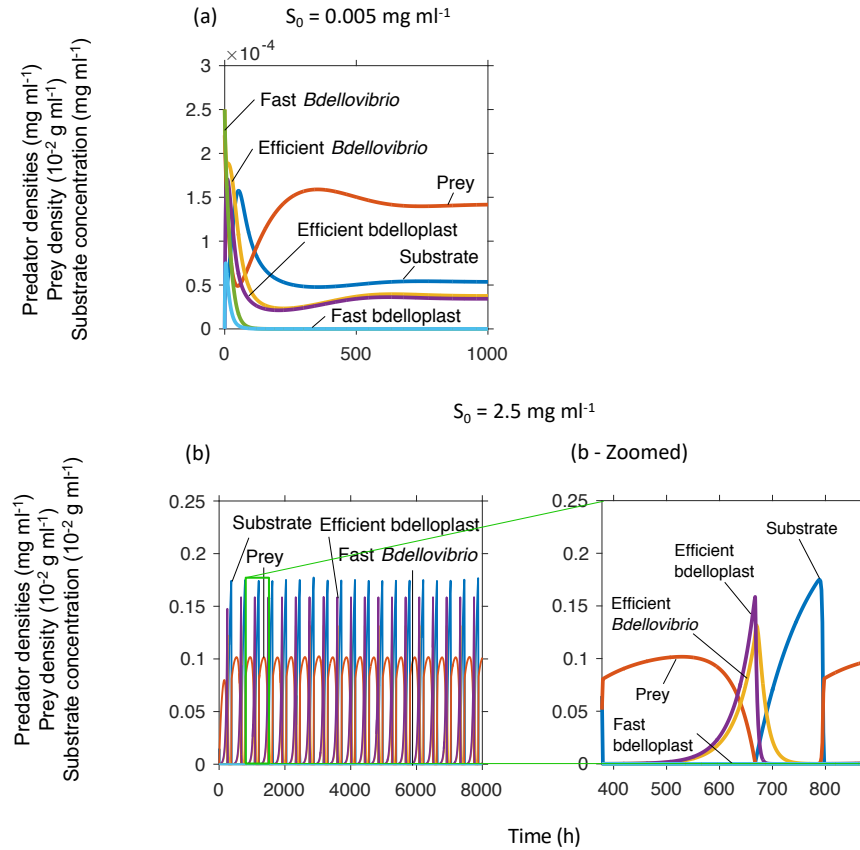 (a) S₀ = 0.005 mg ml⁻¹
×10⁻⁴
Predator densities (mg ml⁻¹)
Prey density (10⁻² g ml⁻¹)
Substrate concentration (mg ml⁻¹)
3
2.5
2
1.5
1
0.5
0
Fast Bdellovibrio
Efficient Bdellovibrio
Prey
Efficient bdelloplast
Substrate
Fast bdelloplast
0 500 1000
S₀ = 2.5 mg ml⁻¹
(b)
Predator densities (mg ml⁻¹)
Prey density (10⁻² g ml⁻¹)
Substrate concentration (10⁻² g ml⁻¹)
0.25
0.2
0.15
0.1
0.05
0
Substrate
Efficient bdelloplast
Prey
Fast Bdellovibrio
0 2000 4000 6000 8000
(b - Zoomed)
0.25
0.2
0.15
0.1
0.05
0
Substrate
Efficient
bdelloplast
Efficient
Bdellovibrio
Prey
Fast
bdelloplast
400 500 600 700 800
Time (h)